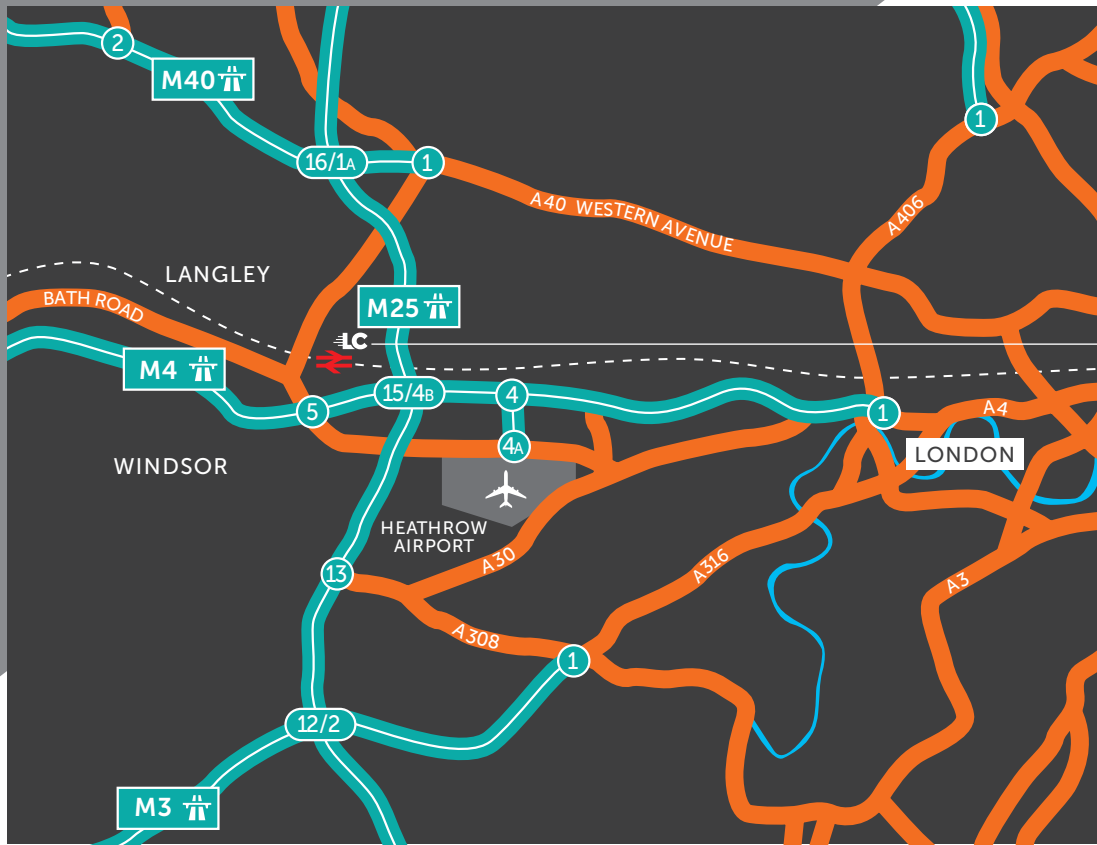 2
M40
1
16/1A
1
A40 WESTERN AVENUE
A406
LANGLEY
BATH ROAD
M25
LC
M4
15/4B
4
5
1
A4
4A
LONDON
WINDSOR
HEATHROW
AIRPORT
A30
A316
13
A3
A308
1
12/2
M3